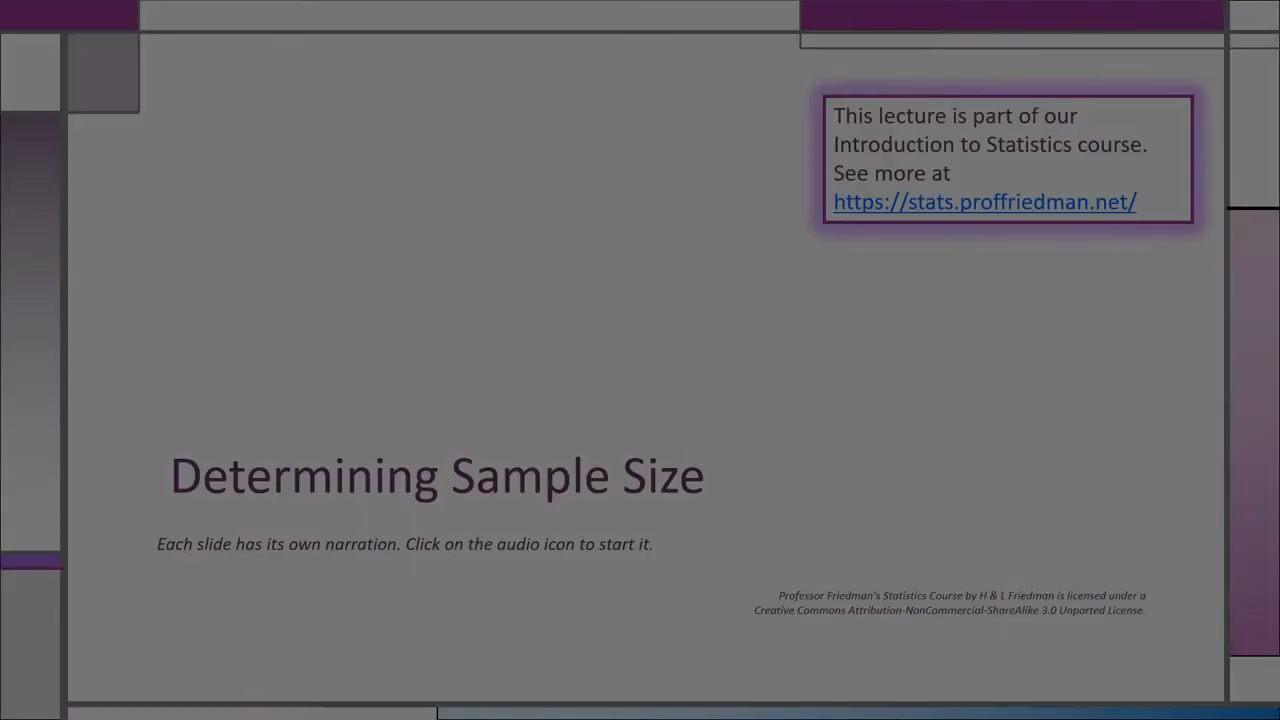 This lecture is part of our
Introduction to Statistics course.
See more at
https://stats.proffriedman.net/
Determining Sample Size
Each slide has its own narration. Click on the audio icon to start it.
Professor Friedman's Statistics Course by H & L Friedman is licensed under a
Creative Commons Attribution-NonCommercial-ShareAlike 3.0 Unported License.